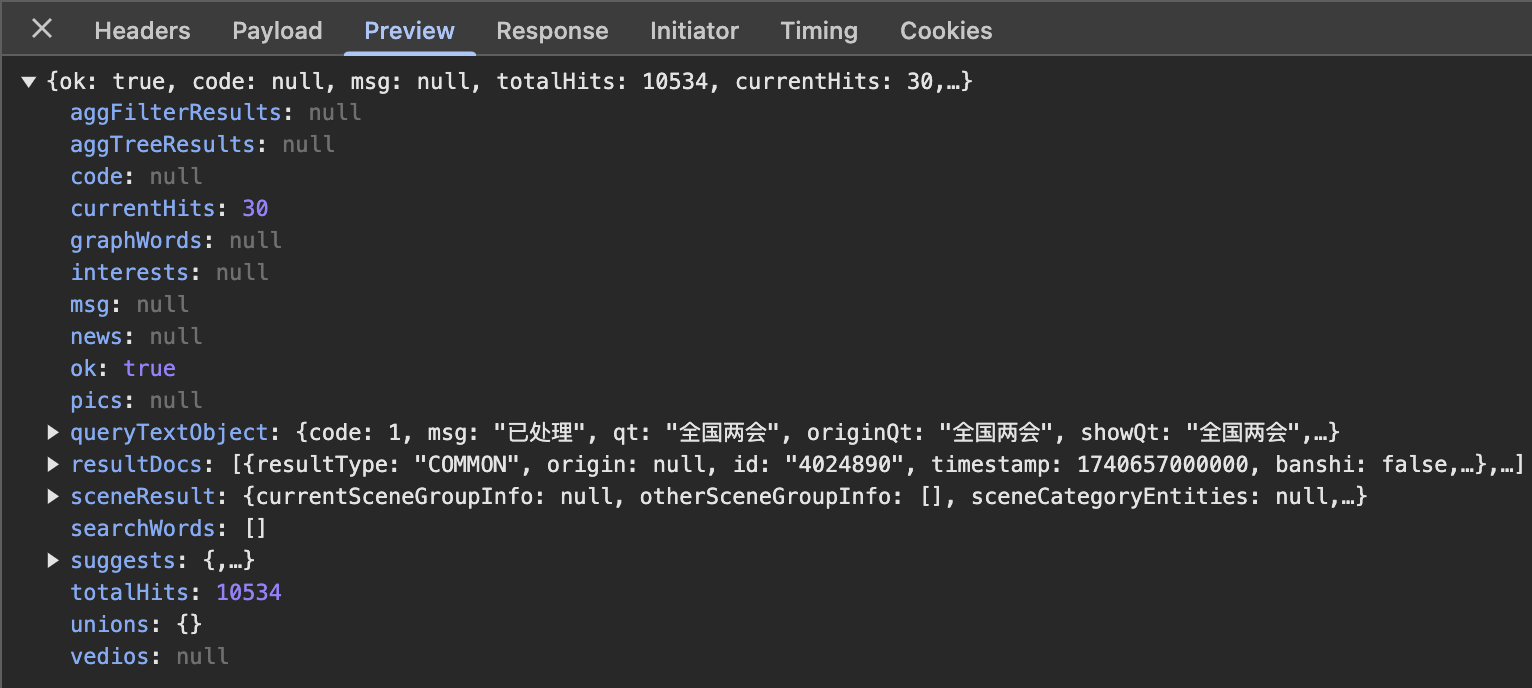 Headers Payload Preview Response Initiator Timing Cookies
{ok: true, code: null, msg: null, totalHits: 10534, currentHits: 30,…}
aggFilterResults: null
aggTreeResults: null
code: null
currentHits: 30
graphWords: null
interests: null
msg: null
news: null
ok: true
pics: null
queryTextObject: {code: 1, msg: "已处理", qt: "全国两会", originQt: "全国两会", showQt: "全国两会",…}
resultDocs: [{resultType: "COMMON", origin: null, id: "4024890", timestamp: 1740657000000, banshi: false,…},…]
sceneResult: {currentSceneGroupInfo: null, otherSceneGroupInfo: [], sceneCategoryEntities: null,…}
searchWords: []
suggests: {,…}
totalHits: 10534
unions: {}
vedios: null